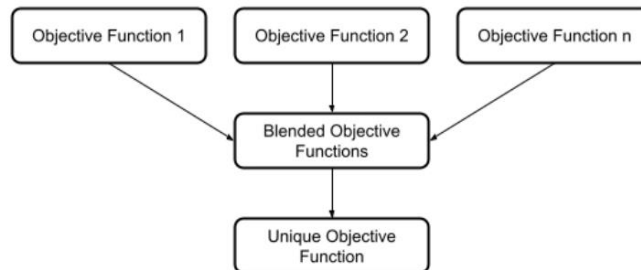 Objective Function 1
Objective Function 2
Objective Function n
Blended Objective
Functions
Unique Objective
Function